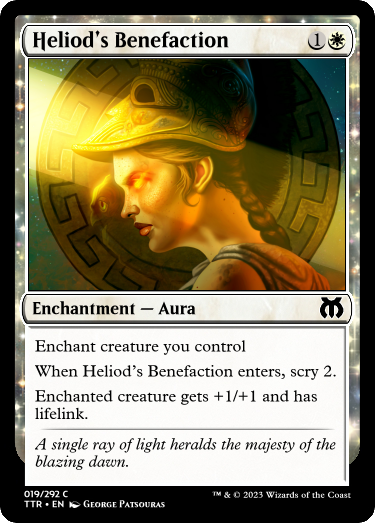 Heliod's Benefaction 1
Enchantment — Aura
Enchant creature you control
When Heliod's Benefaction enters, scry 2.
Enchanted creature gets +1/+1 and has
lifelink.
A single ray of light heralds the majesty of the
blazing dawn.
019/292 C
TTR • EN George Patsouras
™ & © 2023 Wizards of the Coast